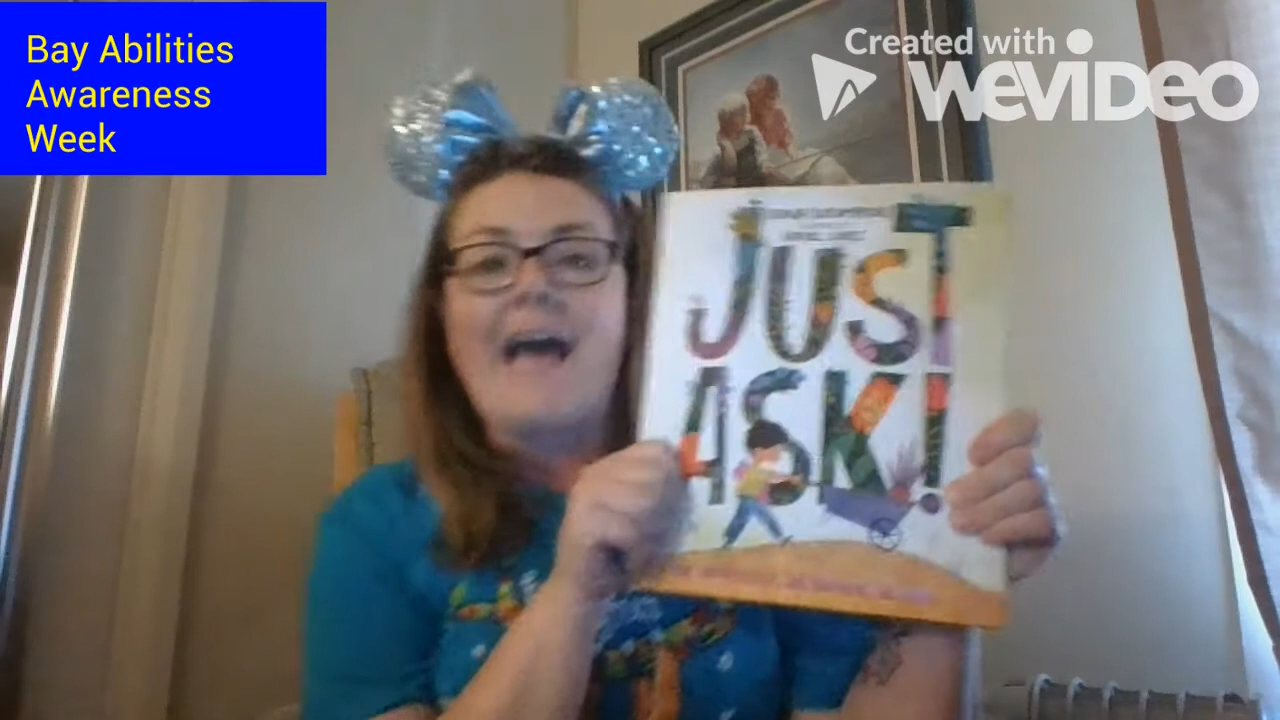 Bay Abilities
Awareness
Week
Created with
WEVIDEO
JUST
ASK!